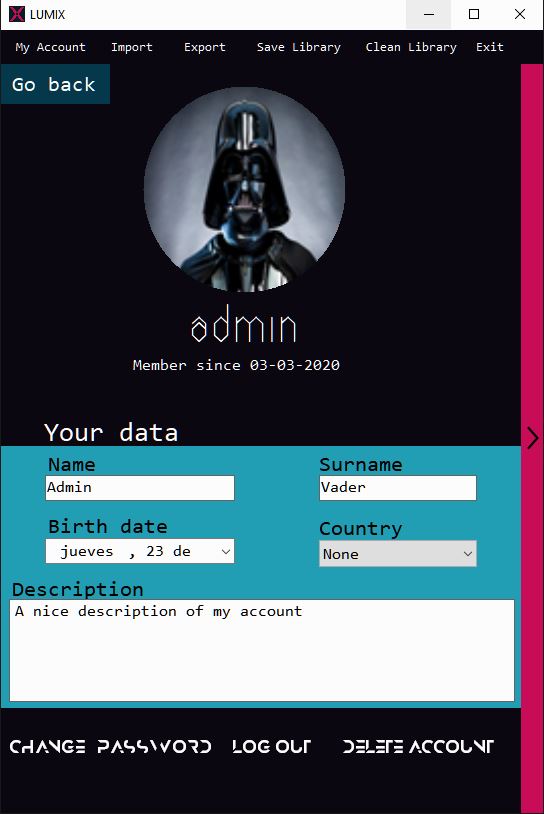 LUMIX
My Account Import Export Save Library Clean Library Exit
Go back
admin
Member since 03-03-2020
Your data
Name Surname
Admin Vader
Birth date Country
jueves , 23 de None
Description
A nice description of my account
CHANGE PASSWORD LOG OUT DELETE ACCOUNT